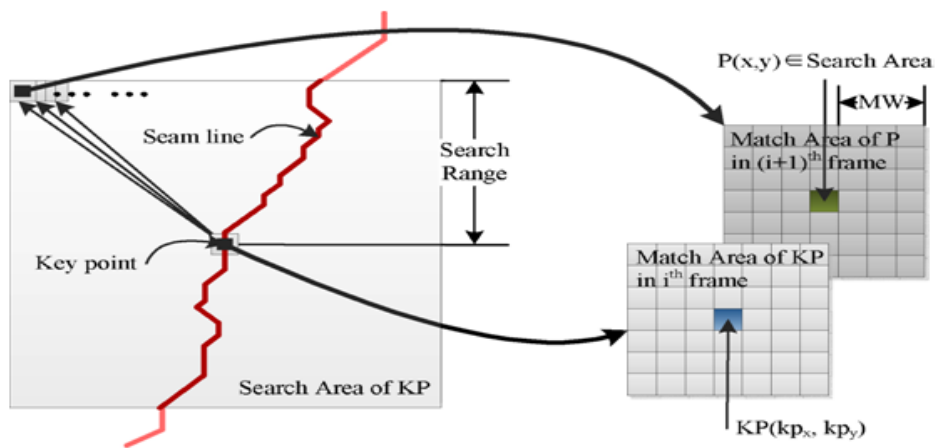 P(x,y)∈Search Area
MW
Match Area of P
in (i+1)th frame
Seam line
Search
Range
Key point
Match Area of KP
in ith frame
Search Area of KP
KP(kpx, kpy)